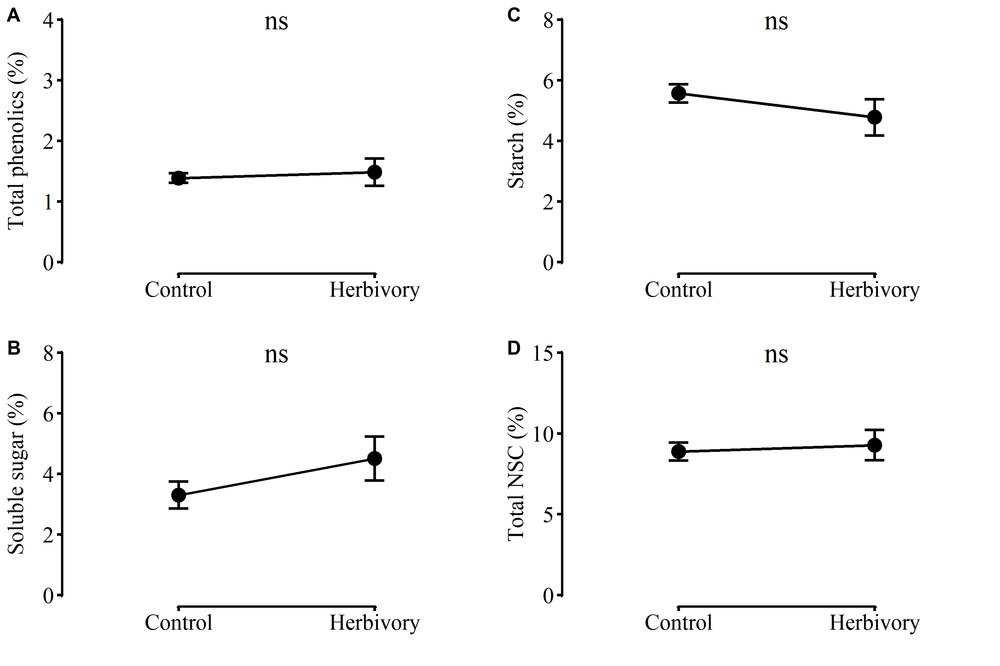 A
4
3
2
1
0
Total phenolics (%)
ns
Control
Herbivory
C
8
6
4
2
0
Starch (%)
ns
Control
Herbivory
B
8
6
4
2
0
Soluble sugar (%)
ns
Control
Herbivory
D
15
10
5
0
Total NSC (%)
ns
Control
Herbivory